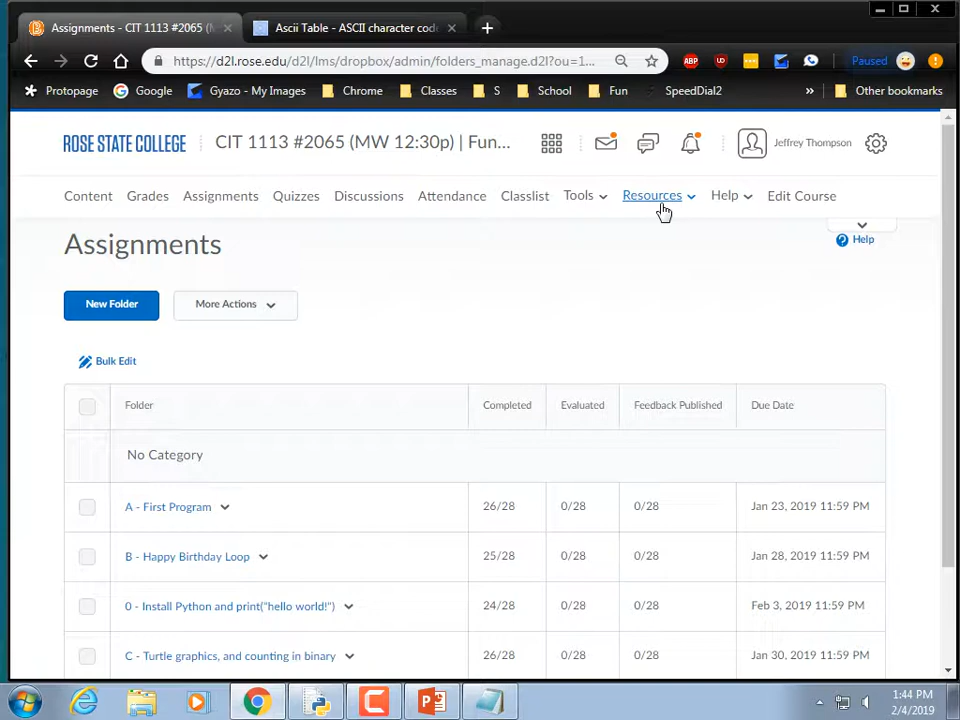 Assignments - CIT 1113 #2065 (
Ascii Table - ASCII character code
https://d2l.rose.edu/d2l/lms/dropbox/admin/folders_manage.d2l?ou=1...
ABP
Paused
Protopage
Google
Gyazo - My Images
Chrome
Classes
S
School
Fun
SpeedDial2
»
Other bookmarks
ROSE STATE COLLEGE
CIT 1113 #2065 (MW 12:30p) | Fun...
Jeffrey Thompson
Content
Grades
Assignments
Quizzes
Discussions
Attendance
Classlist
Tools
Resources
Help
Edit Course
Assignments
Help
New Folder
More Actions
Bulk Edit
Folder
Completed
Evaluated
Feedback Published
Due Date
No Category
A - First Program
26/28
0/28
0/28
Jan 23, 2019 11:59 PM
B - Happy Birthday Loop
25/28
0/28
0/28
Jan 28, 2019 11:59 PM
0 - Install Python and print("hello world!")
24/28
0/28
0/28
Feb 3, 2019 11:59 PM
C - Turtle graphics, and counting in binary
26/28
0/28
0/28
Jan 30, 2019 11:59 PM
1:44 PM
2/4/2019